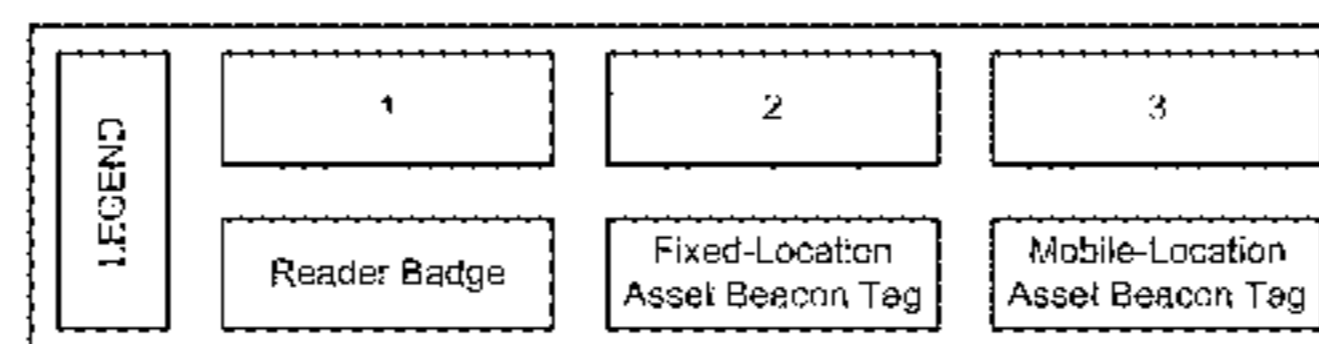 LEGEND
1
2
3
Reader Badge
Fixed-Location
Asset Beacon Tag
Mobile-Location
Asset Beacon Tag